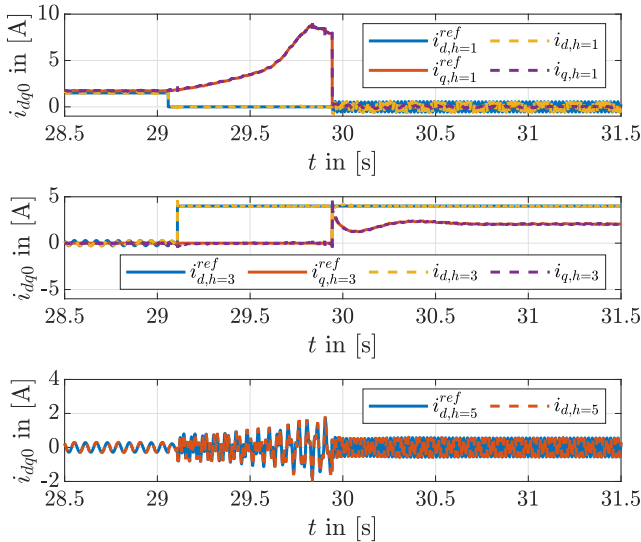 10
5
0
i_{dq0} in [A]
i^{ref}_{d,h=1} i_{d,h=1}
i^{ref}_{q,h=1} i_{q,h=1}
28.5 29 29.5 30 30.5 31 31.5
t in [s]
5
0
-5
i_{dq0} in [A]
i^{ref}_{d,h=3} i^{ref}_{q,h=3} i_{d,h=3} i_{q,h=3}
28.5 29 29.5 30 30.5 31 31.5
t in [s]
4
2
0
-2
i_{dq0} in [A]
i^{ref}_{d,h=5} i_{d,h=5}
28.5 29 29.5 30 30.5 31 31.5
t in [s]